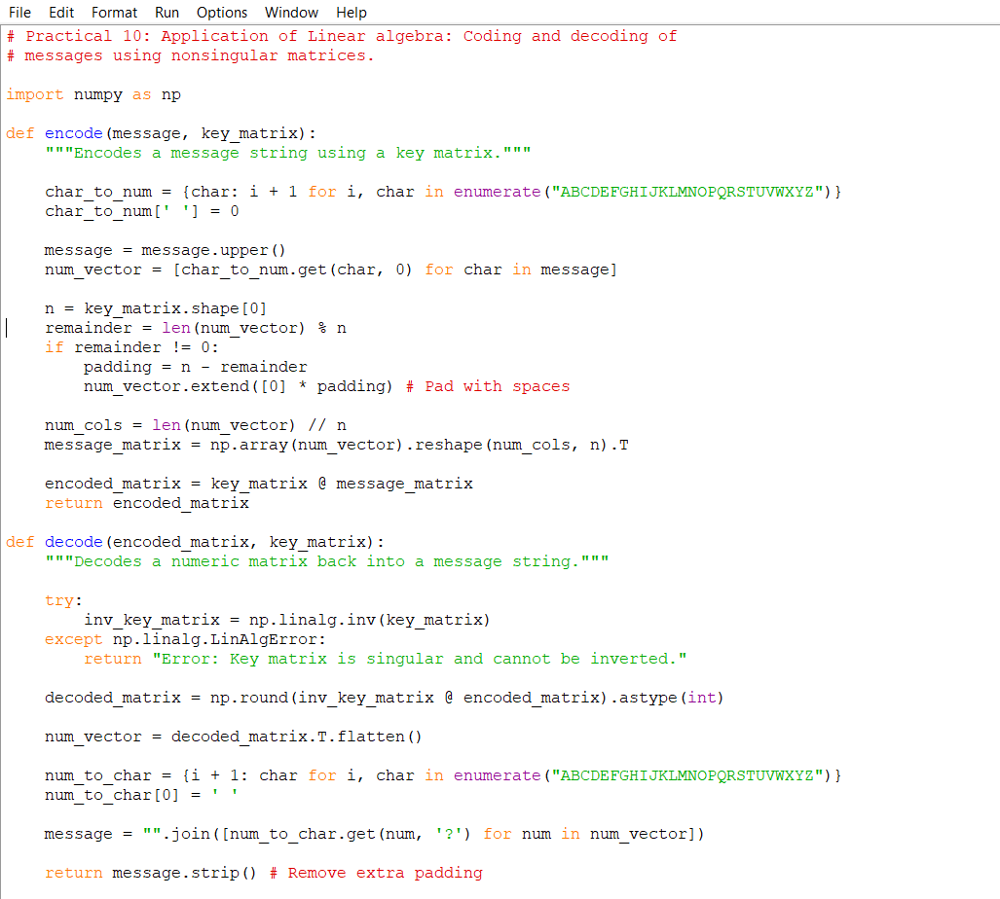 File Edit Format Run Options Window Help
# Practical 10: Application of Linear algebra: Coding and decoding of
# messages using nonsingular matrices.
import numpy as np
def encode(message, key_matrix):
    """Encodes a message string using a key matrix."""
    char_to_num = {char: i + 1 for i, char in enumerate("ABCDEFGHIJKLMNOPQRSTUVWXYZ")}
    char_to_num[' '] = 0
    message = message.upper()
    num_vector = [char_to_num.get(char, 0) for char in message]
    n = key_matrix.shape[0]
    remainder = len(num_vector) % n
    if remainder != 0:
        padding = n - remainder
        num_vector.extend([0] * padding) # Pad with spaces
    num_cols = len(num_vector) // n
    message_matrix = np.array(num_vector).reshape(num_cols, n).T
    encoded_matrix = key_matrix @ message_matrix
    return encoded_matrix
def decode(encoded_matrix, key_matrix):
    """Decodes a numeric matrix back into a message string."""
    try:
        inv_key_matrix = np.linalg.inv(key_matrix)
    except np.linalg.LinAlgError:
        return "Error: Key matrix is singular and cannot be inverted."
    decoded_matrix = np.round(inv_key_matrix @ encoded_matrix).astype(int)
    num_vector = decoded_matrix.T.flatten()
    num_to_char = {i + 1: char for i, char in enumerate("ABCDEFGHIJKLMNOPQRSTUVWXYZ")}
    num_to_char[0] = ' '
    message = "".join([num_to_char.get(num, '?') for num in num_vector])
    return message.strip() # Remove extra padding